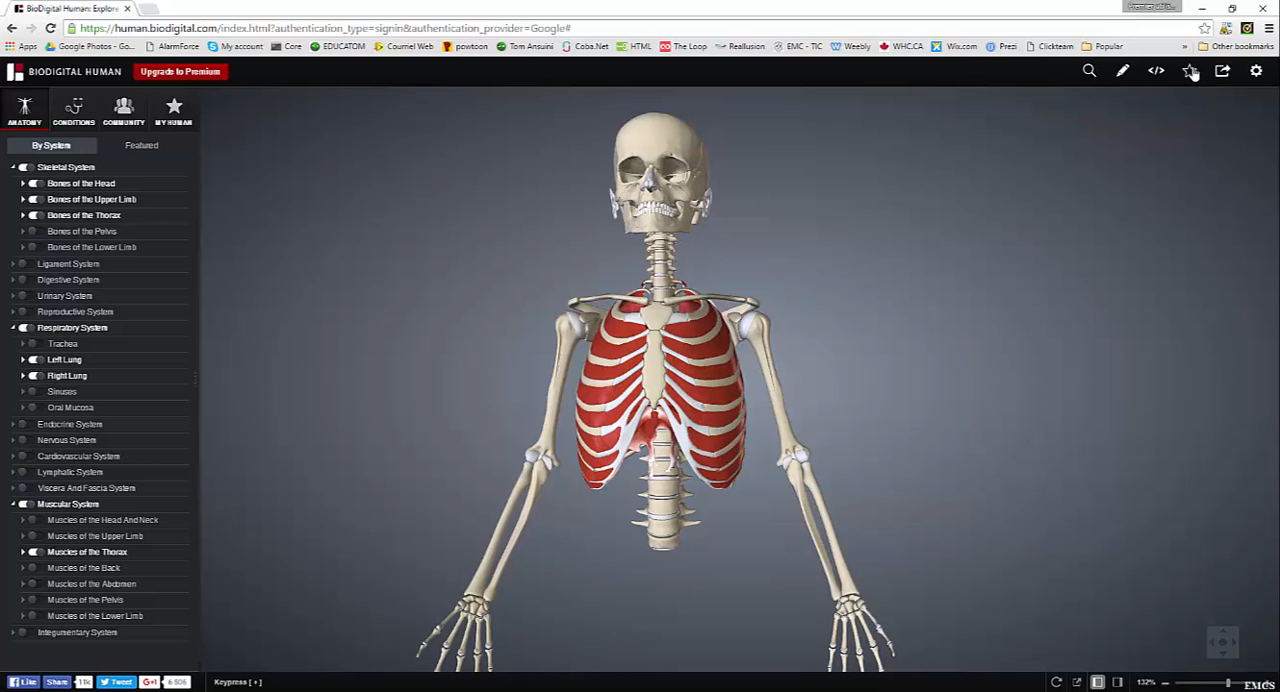 BioDigital Human: Explore
https://human.biodigital.com/index.html?authentication_type=signin&authentication_provider=Google#
Apps Google Photos - Go... AlarmForce My account Core EDUCATOM Courriel Web powtoon Tom Ansuini Coba.Net HTML The Loop Reallusion EMC - TIC Weebly WHC.CA Wix.com Prezi Clickteam Popular » Other bookmarks
BIODIGITAL HUMAN Upgrade to Premium </>
ANATOMY CONDITIONS COMMUNITY MY HUMAN
By System Featured
Skeletal System
Bones of the Head
Bones of the Upper Limb
Bones of the Thorax
Bones of the Pelvis
Bones of the Lower Limb
Ligament System
Digestive System
Urinary System
Reproductive System
Respiratory System
Trachea
Left Lung
Right Lung
Sinuses
Oral Mucosa
Endocrine System
Nervous System
Cardiovascular System
Lymphatic System
Viscera And Fascia System
Muscular System
Muscles of the Head And Neck
Muscles of the Upper Limb
Muscles of the Thorax
Muscles of the Back
Muscles of the Abdomen
Muscles of the Pelvis
Muscles of the Lower Limb
Integumentary System
Like Share 11k Tweet G+1 6,505 Keypress [ + ] 132% EMCS